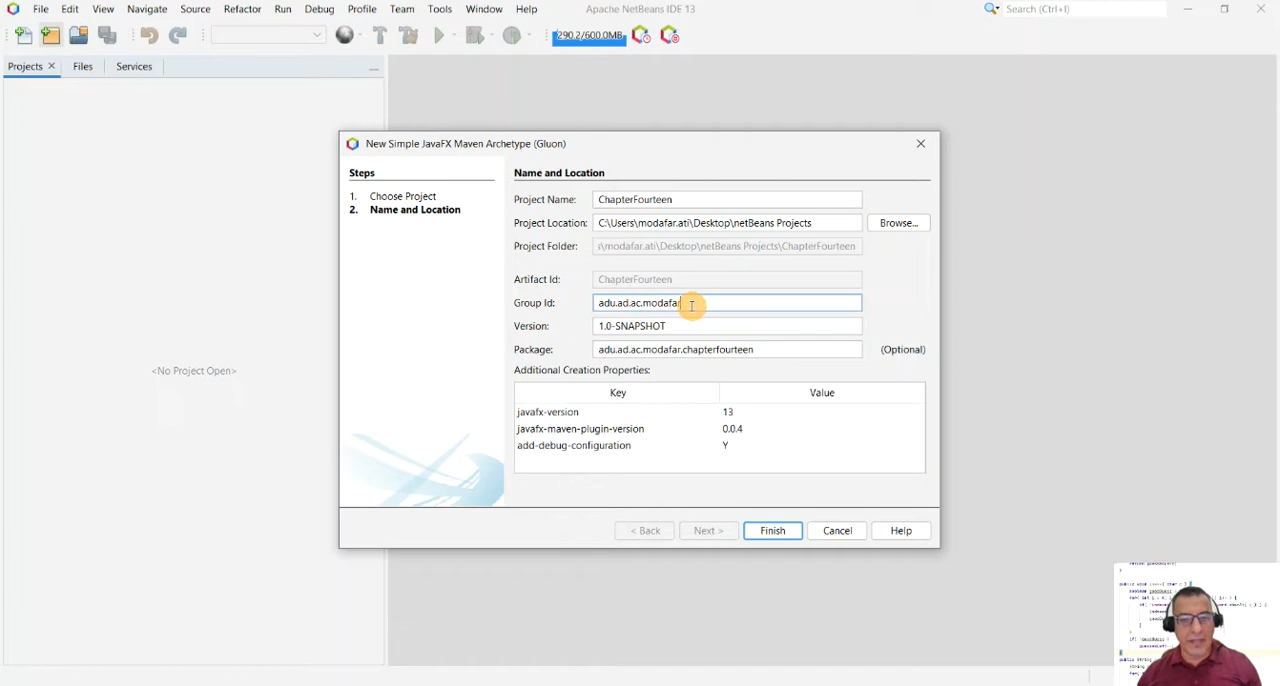 File Edit View Navigate Source Refactor Run Debug Profile Team Tools Window Help
Apache NetBeans IDE 13
Search (Ctrl+I)
290.2/600.0MB
Projects
Files
Services
<No Project Open>
New Simple JavaFX Maven Archetype (Gluon)
Steps
1. Choose Project
2. Name and Location
Name and Location
Project Name: ChapterFourteen
Project Location: C:\Users\modafar.ati\Desktop\netBeans Projects Browse...
Project Folder: i\modafar.ati\Desktop\netBeans Projects\ChapterFourteen
Artifact Id: ChapterFourteen
Group Id: adu.ad.ac.modafar
Version: 1.0-SNAPSHOT
Package: adu.ad.ac.modafar.chapterfourteen (Optional)
Additional Creation Properties:
Key Value
javafx-version 13
javafx-maven-plugin-version 0.0.4
add-debug-configuration Y
< Back Next > Finish Cancel Help